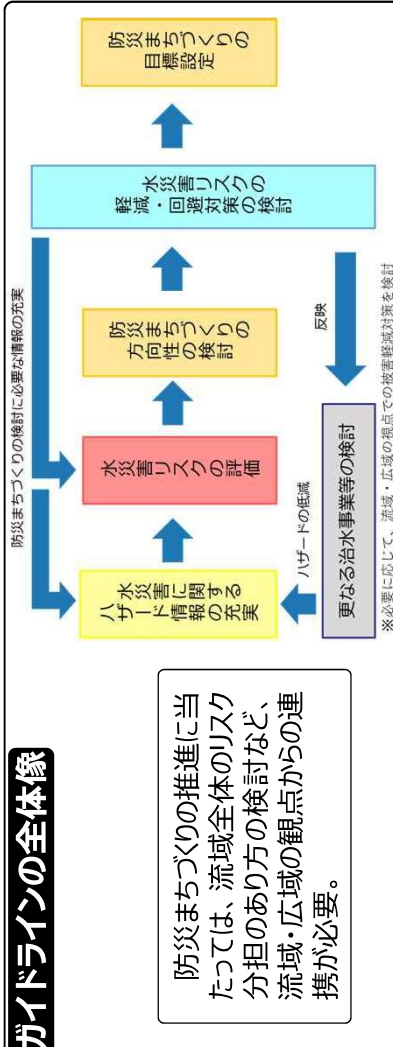 ガイドラインの全体像
防災まちづくりの推進に当
たっては、流域全体のリスク
分担のあり方の検討など、
流域・広域の観点からの連
携が必要。
防災まちづくりの検討に必要な情報の充実
水災害に関する
ハザード情報の充実
水災害リスクの評価
防災まちづくりの
方向性の検討
水災害リスクの
軽減・回避対策の検討
防災まちづくりの
目標設定
ハザードの低減
反映
更なる治水事業等の検討
※必要に応じて、流域・広域の視点での被害軽減対策を検討